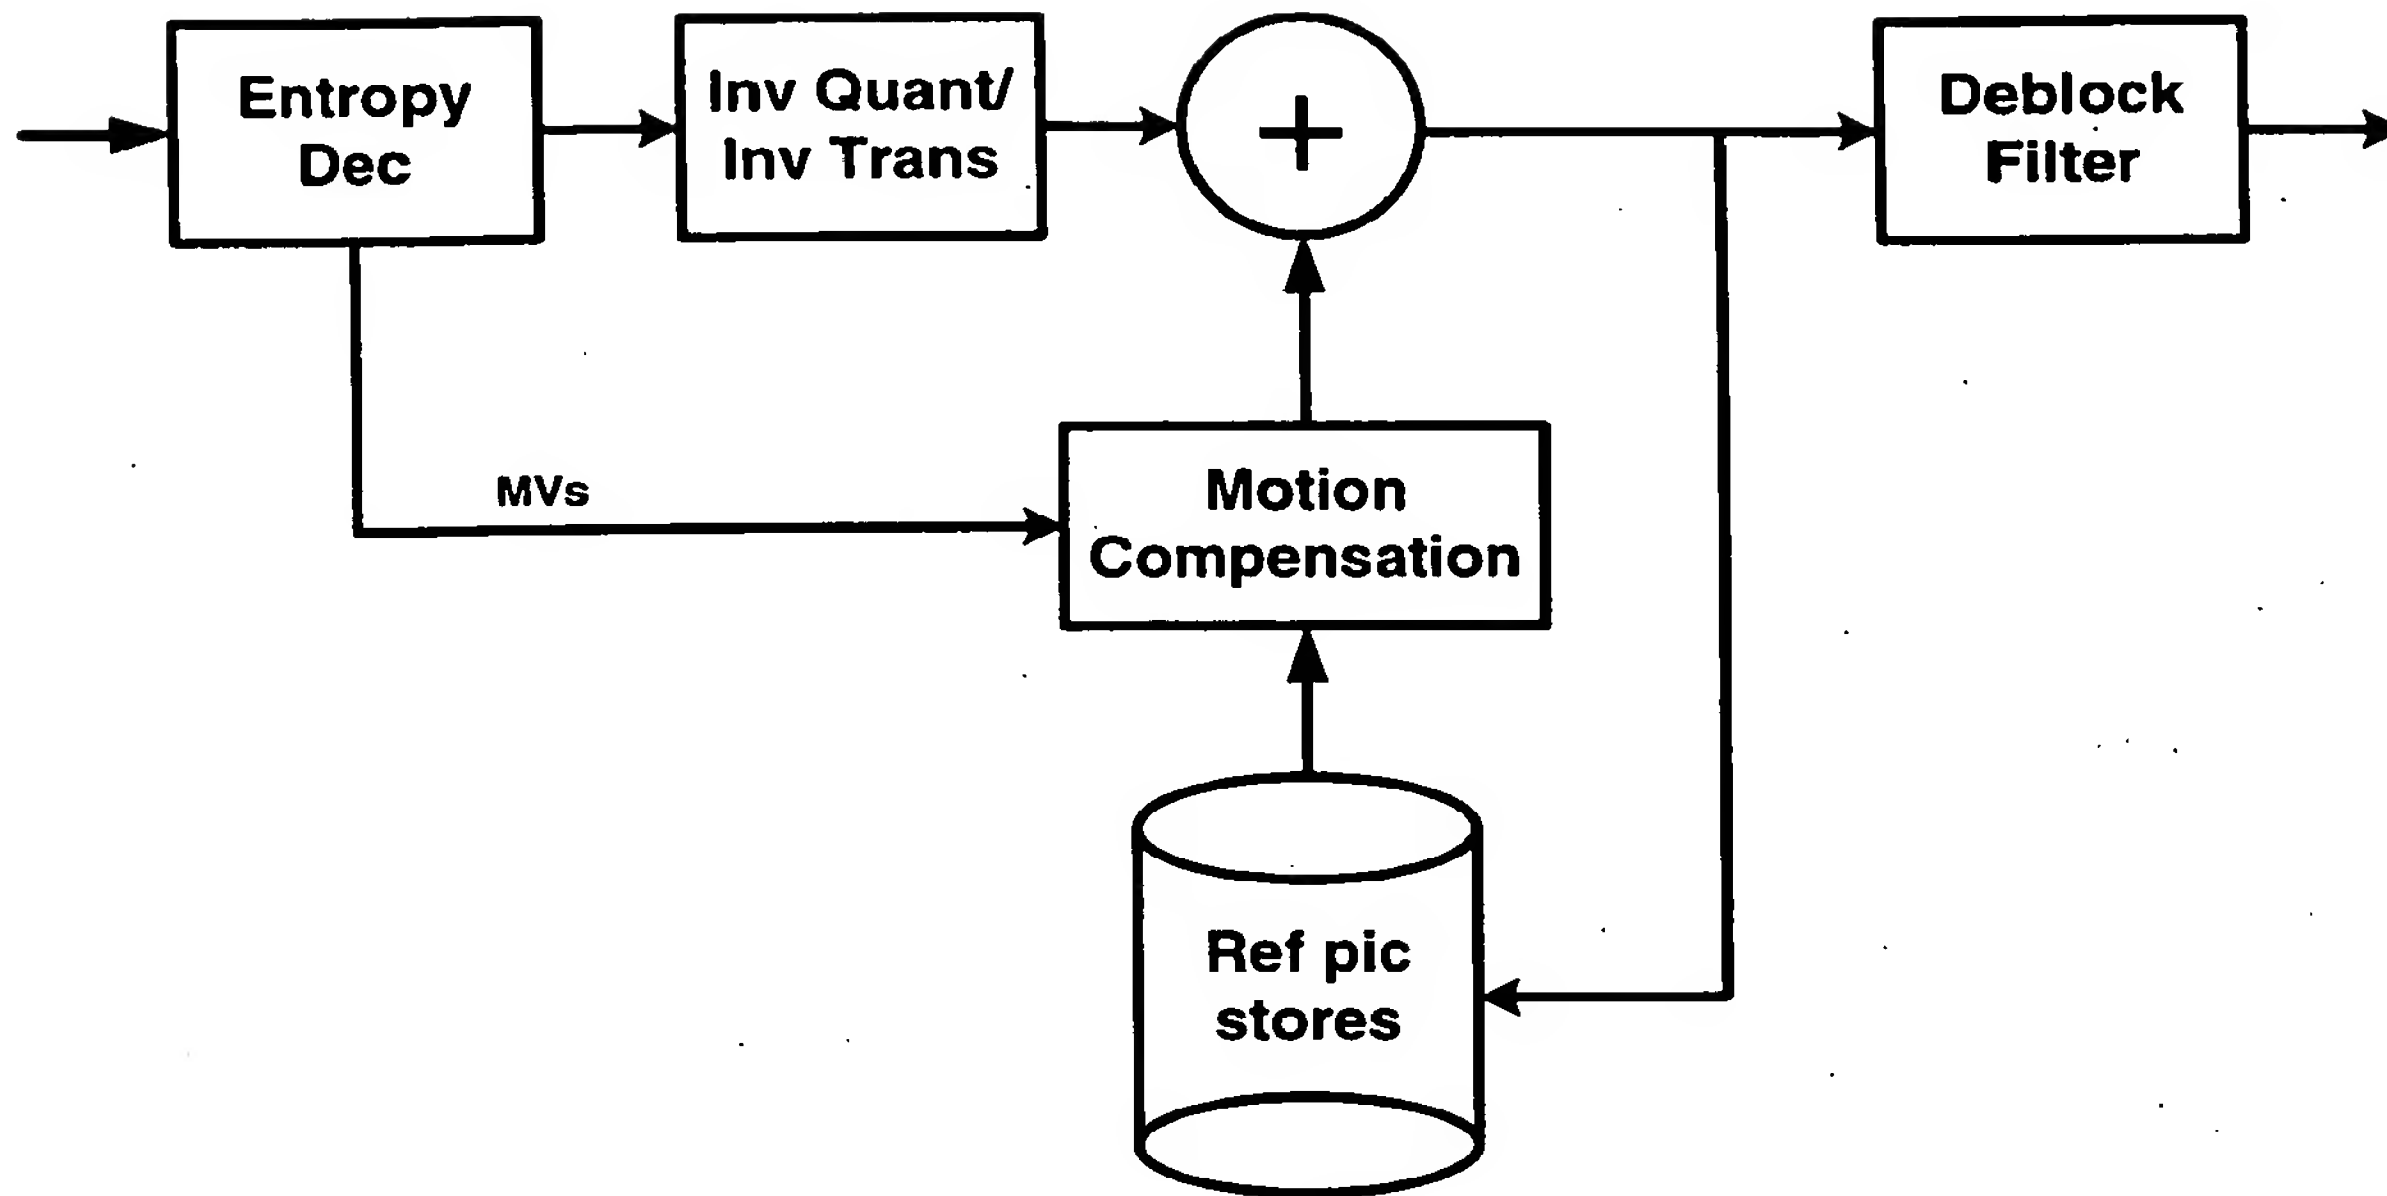 Entropy
Dec
Inv Quant/
Inv Trans
+
Deblock
Filter
MVs
Motion
Compensation
Ref pic
stores